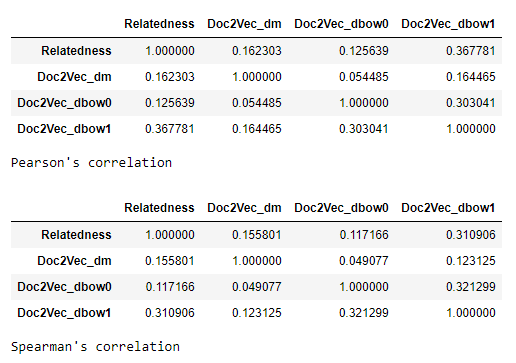 Relatedness Doc2Vec_dm Doc2Vec_dbow0 Doc2Vec_dbow1
Relatedness 1.000000 0.162303 0.125639 0.367781
Doc2Vec_dm 0.162303 1.000000 0.054485 0.164465
Doc2Vec_dbow0 0.125639 0.054485 1.000000 0.303041
Doc2Vec_dbow1 0.367781 0.164465 0.303041 1.000000
Pearson's correlation
Relatedness Doc2Vec_dm Doc2Vec_dbow0 Doc2Vec_dbow1
Relatedness 1.000000 0.155801 0.117166 0.310906
Doc2Vec_dm 0.155801 1.000000 0.049077 0.123125
Doc2Vec_dbow0 0.117166 0.049077 1.000000 0.321299
Doc2Vec_dbow1 0.310906 0.123125 0.321299 1.000000
Spearman's correlation